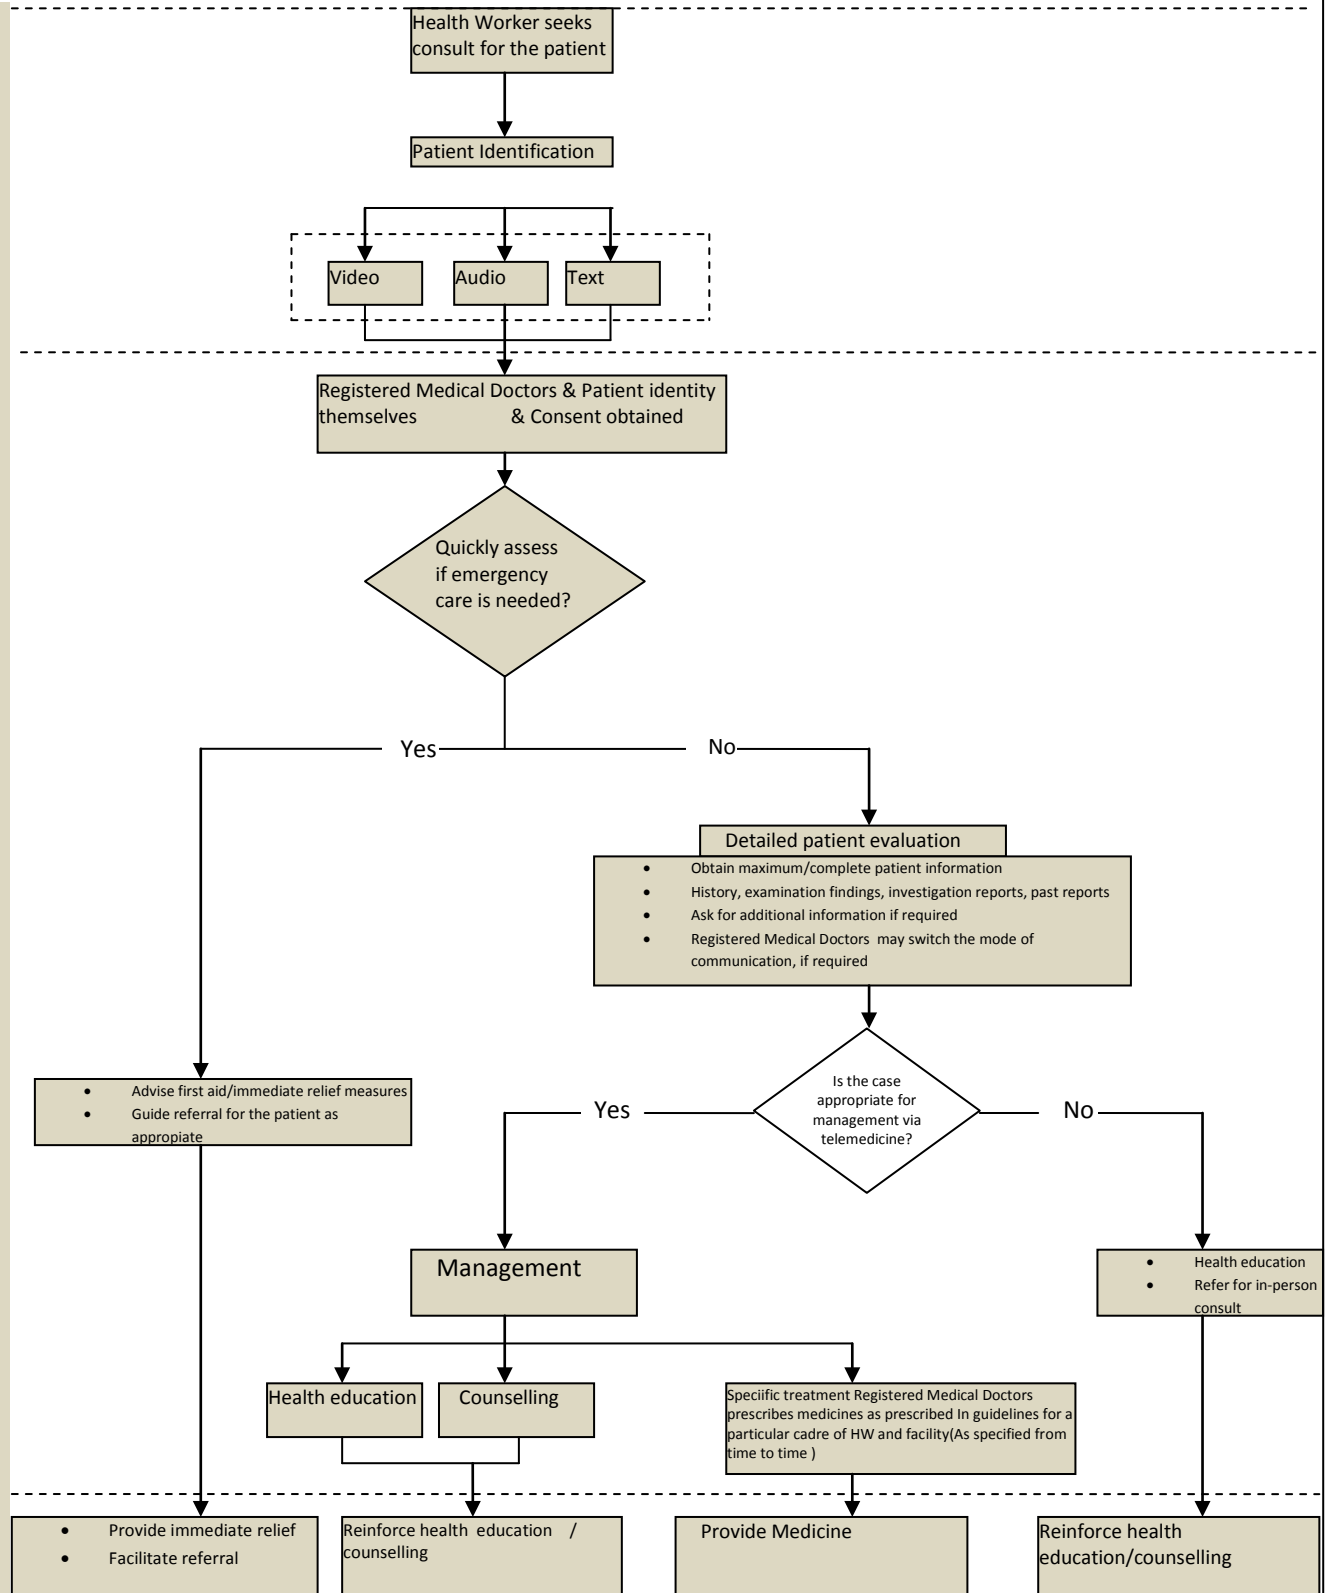 Health Worker seeks
consult for the patient
Patient Identification
Video
Audio
Text
Registered Medical Doctors & Patient identity
themselves & Consent obtained
Quickly assess
if emergency
care is needed?
Yes
No
Detailed patient evaluation
• Obtain maximum/complete patient information
• History, examination findings, investigation reports, past reports
• Ask for additional information if required
• Registered Medical Doctors may switch the mode of
communication, if required
• Advise first aid/immediate relief measures
• Guide referral for the patient as
appropiate
Is the case
appropriate for
management via
telemedicine?
Yes
No
Management
• Health education
• Refer for in-person
consult
Health education
Counselling
Speciific treatment Registered Medical Doctors
prescribes medicines as prescribed In guidelines for a
particular cadre of HW and facility(As specified from
time to time )
• Provide immediate relief
• Facilitate referral
Reinforce health education /
counselling
Provide Medicine
Reinforce health
education/counselling